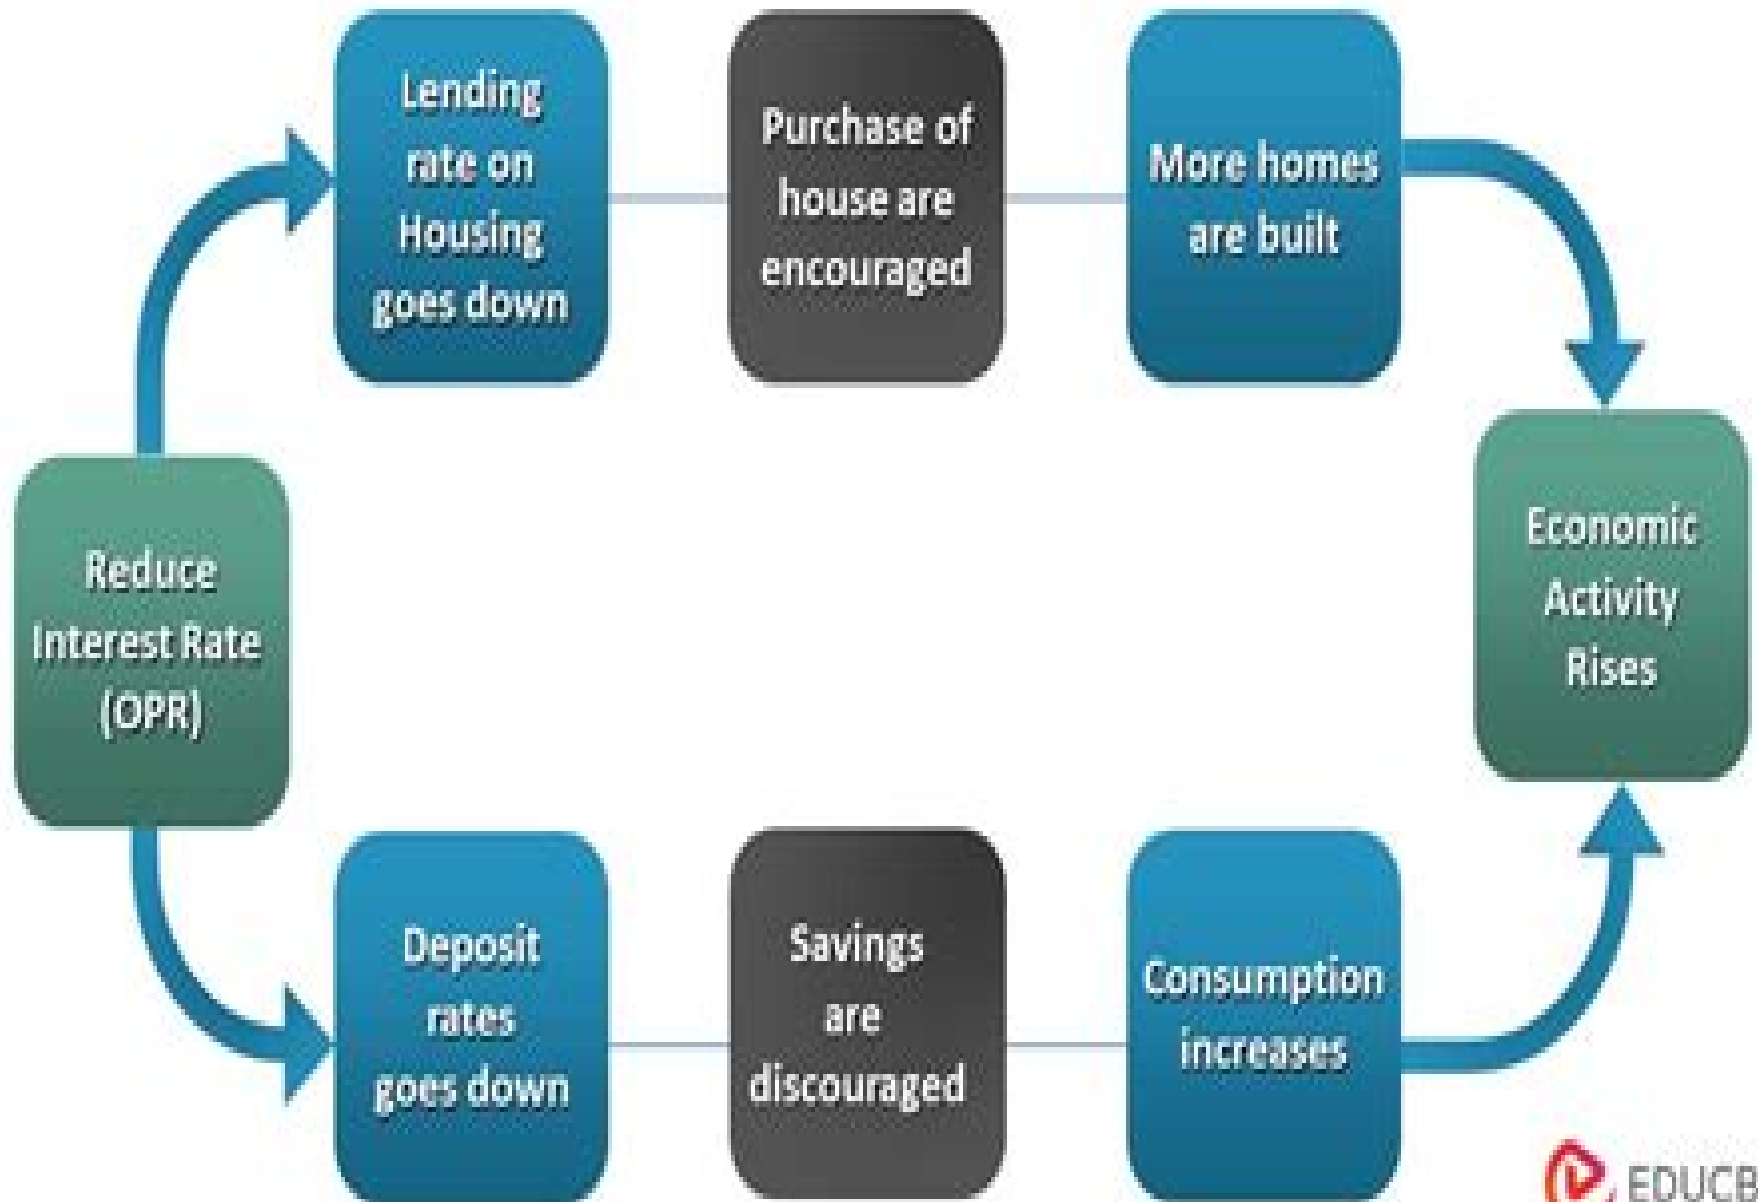 Lending
rate on
Housing
goes down
Purchase of
house are
encouraged
More homes
are built
Reduce
Interest Rate
(OPR)
Economic
Activity
Rises
Deposit
rates
goes down
Savings
are
discouraged
Consumption
increases
EDUCB